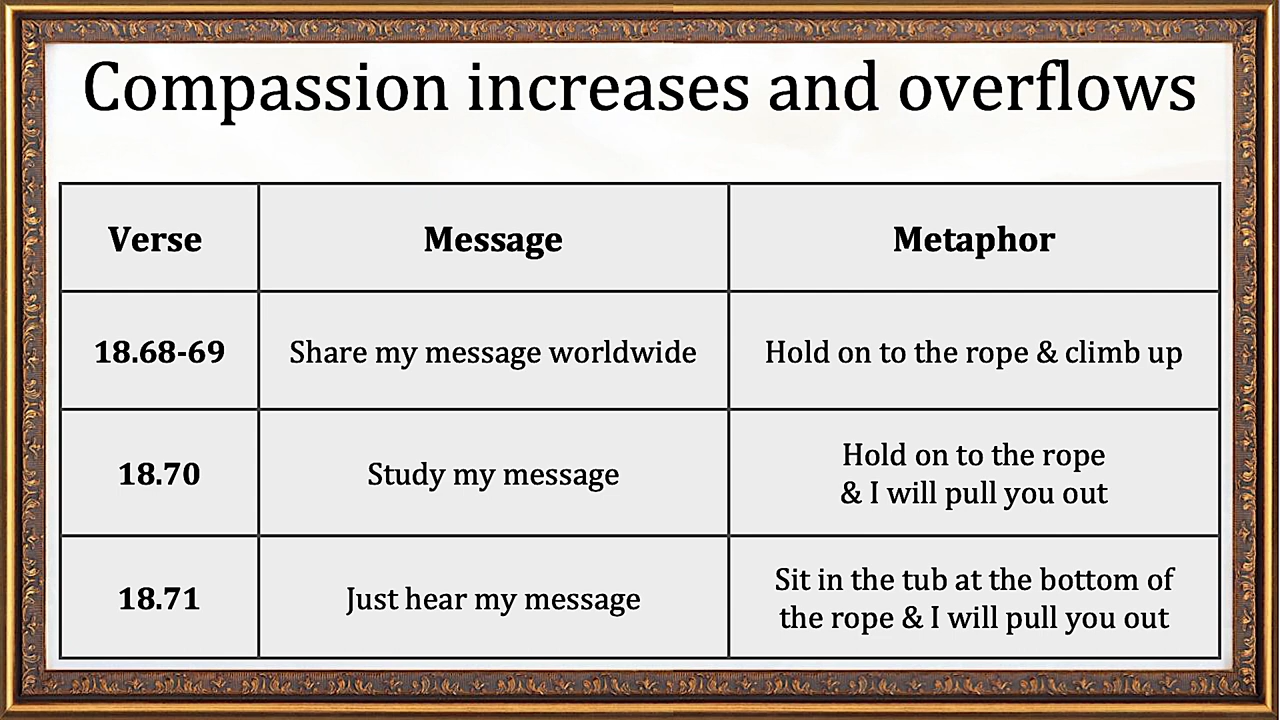 Compassion increases and overflows
Verse
Message
Metaphor
18.68-69
Share my message worldwide
Hold on to the rope & climb up
18.70
Study my message
Hold on to the rope
& I will pull you out
18.71
Just hear my message
Sit in the tub at the bottom of
the rope & I will pull you out